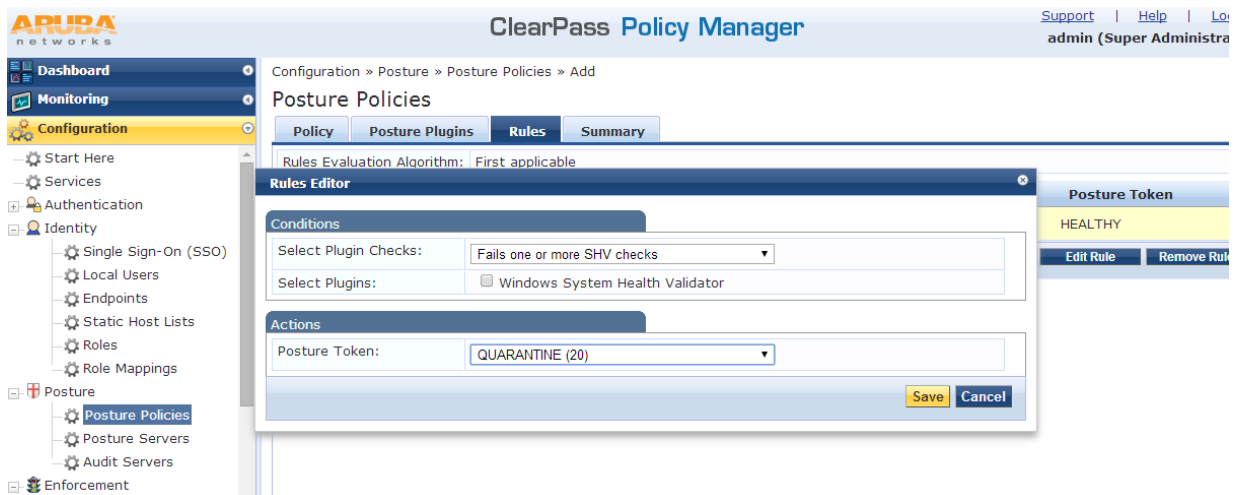 ARUBA
networks
ClearPass Policy Manager
Support | Help |
admin (Super
Dashboard
Monitoring
Configuration
Start Here
Services
Authentication
Identity
Single Sign-On (SSO)
Local Users
Endpoints
Static Host Lists
Roles
Role Mappings
Posture
Posture Policies
Posture Servers
Audit Servers
Enforcement
Configuration » Posture » Posture Policies » Add
Posture Policies
Policy Posture Plugins Rules Summary
Rules Evaluation Algorithm: First applicable
Rules Editor
Conditions
Select Plugin Checks: Fails one or more SHV checks
Select Plugins: Windows System Health Validator
Actions
Posture Token: QUARANTINE (20)
Save Cancel
Posture Token
HEALTHY
Edit Rule Remove